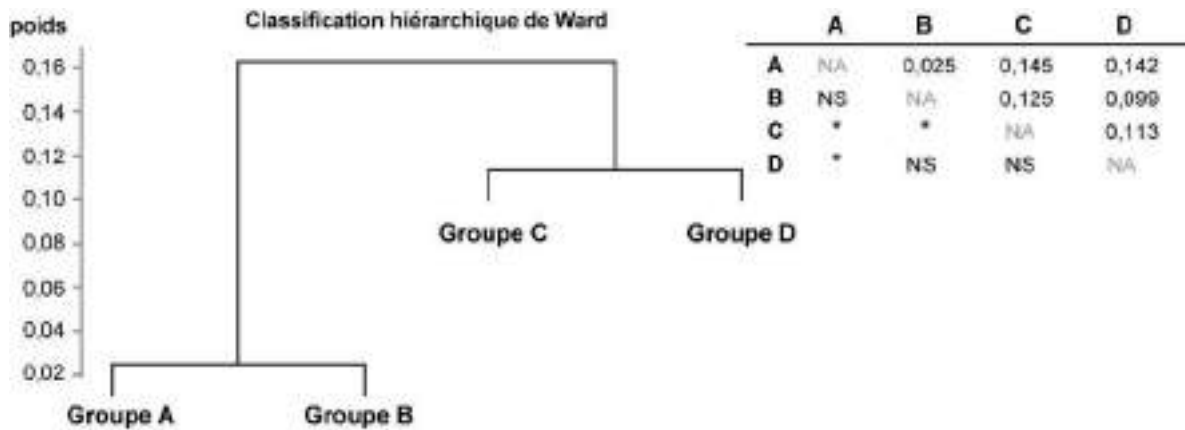 Classification hiérarchique de Ward
poids
0,16
0,14
0,12
0,10
0,08
0,06
0,04
0,02
Groupe C Groupe D
Groupe A Groupe B
A B C D
A NA 0,025 0,145 0,142
B NS NA 0,125 0,099
C * * NA 0,113
D * NS NS NA